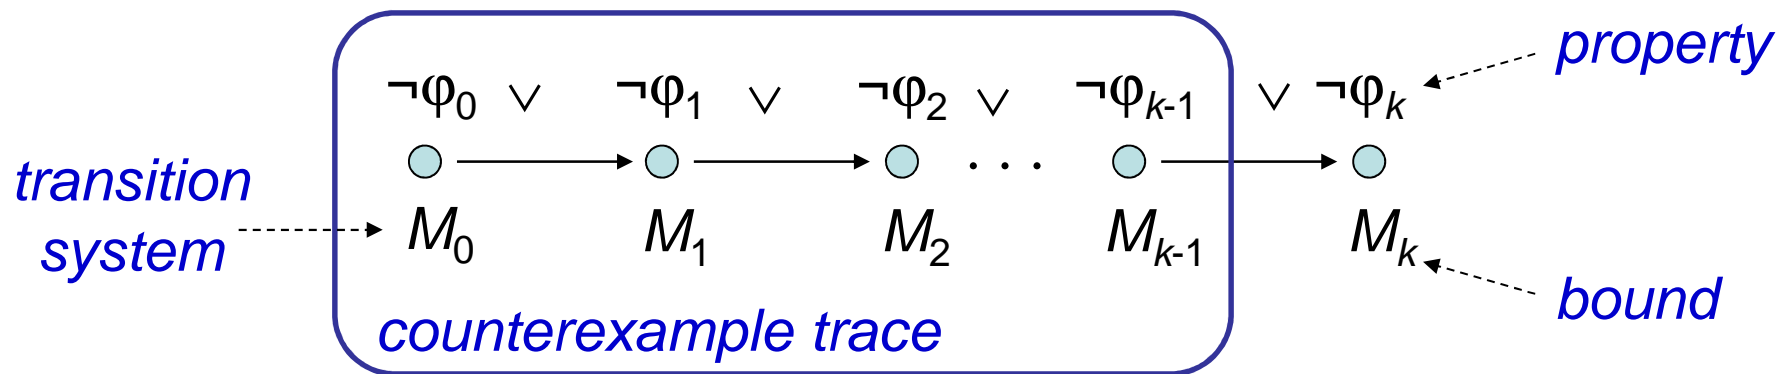 property
¬φ0 ∨ ¬φ1 ∨ ¬φ2 ∨ ¬φk-1 ∨ ¬φk
. . .
transition
system
M0 M1 M2 Mk-1 Mk
bound
counterexample trace